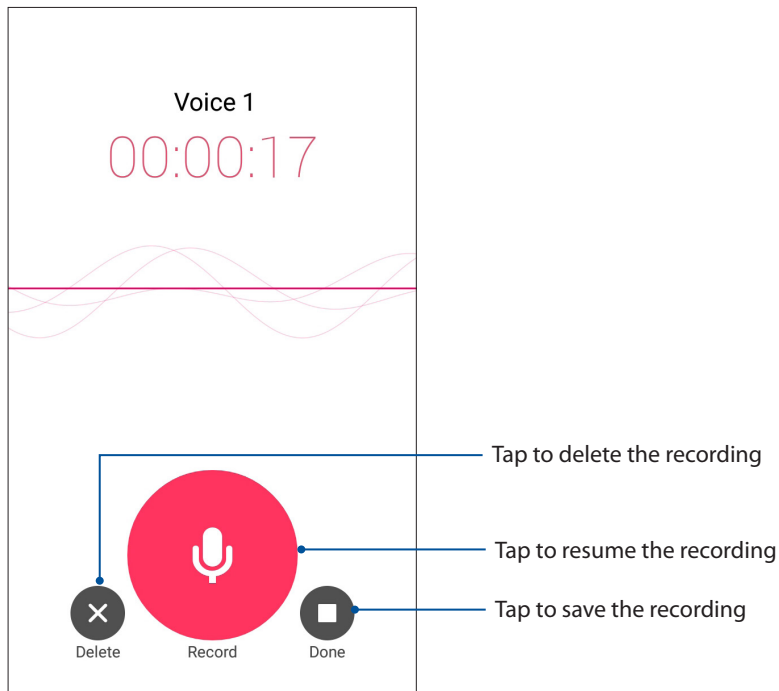 Voice 1
00:00:17
Tap to delete the recording
Tap to resume the recording
Tap to save the recording
Delete
Record
Done